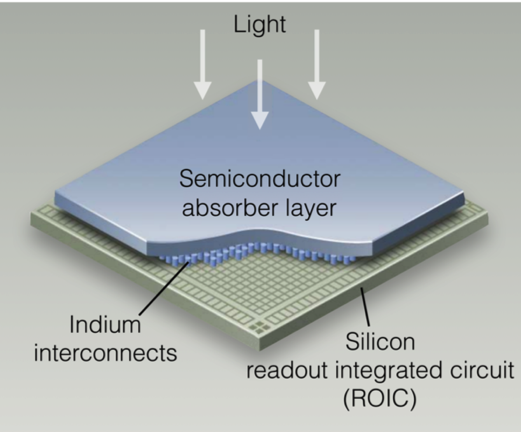 Light
Semiconductor
absorber layer
Indium
interconnects
Silicon
readout integrated circuit
(ROIC)